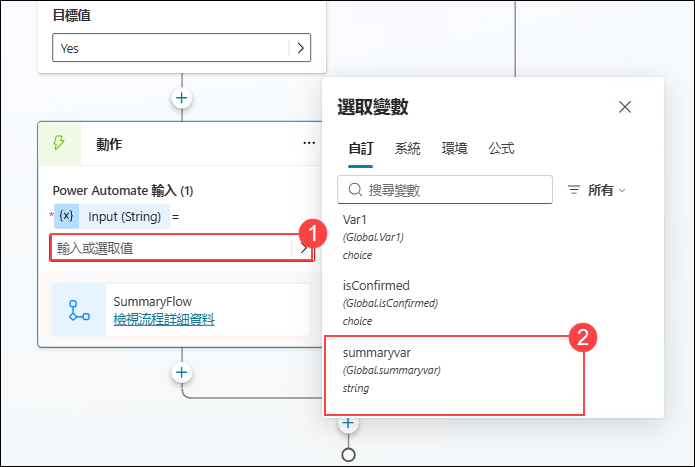 目標值
Yes
動作
Power Automate 輸入 (1)
* {x} Input (String) =
輸入或選取值
1
SummaryFlow
檢視流程詳細資料
選取變數
自訂 系統 環境 公式
搜尋變數
所有
Var1
(Global.Var1)
choice
isConfirmed
(Global.isConfirmed)
choice
2
summaryvar
(Global.summaryvar)
string